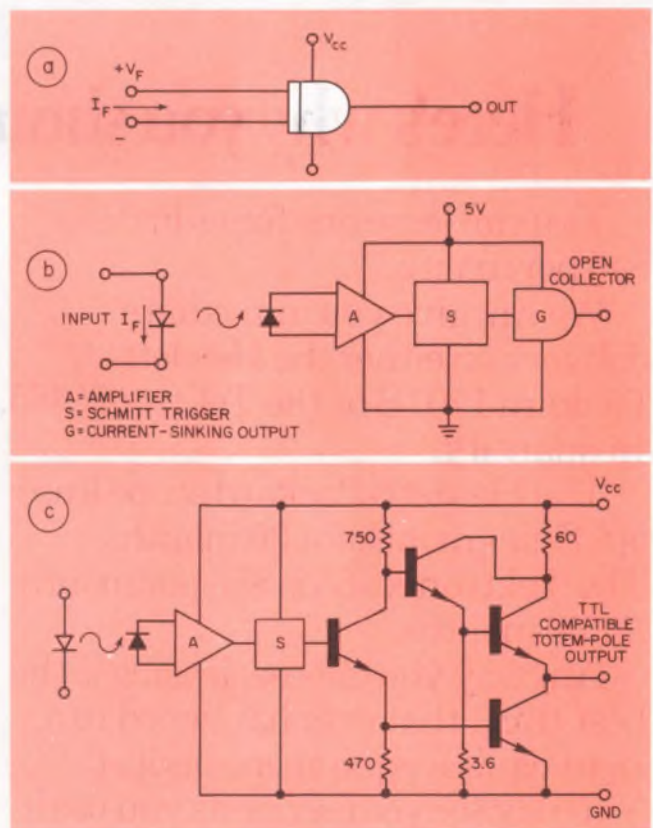 a
Vcc
+VF
IF
−
OUT
b
5V
OPEN
COLLECTOR
INPUT IF
A
S
G
A = AMPLIFIER
S = SCHMITT TRIGGER
G = CURRENT-SINKING OUTPUT
c
Vcc
750
60
TTL
COMPATIBLE
TOTEM-POLE
OUTPUT
A
S
470
3.6
GND